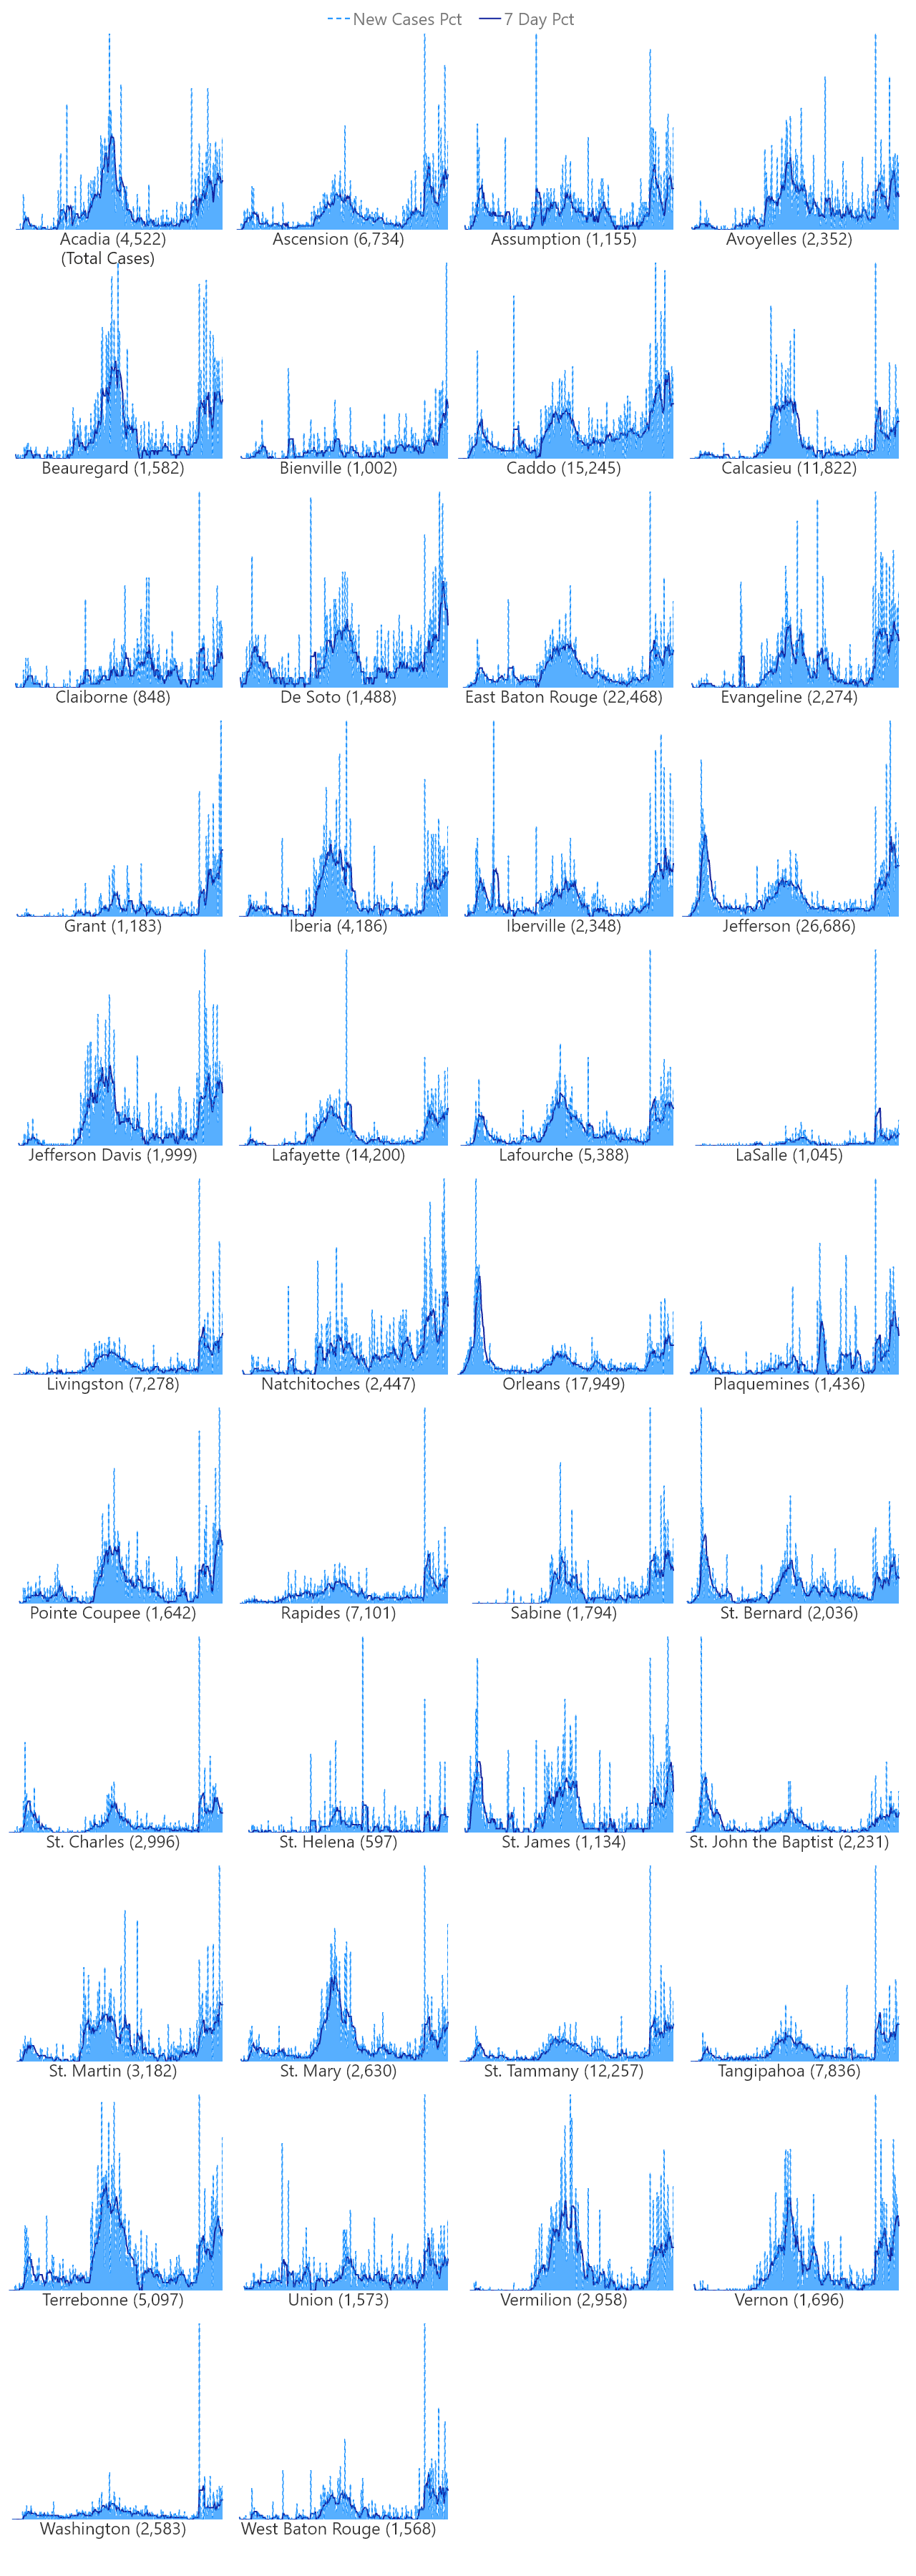 New Cases Pct 7 Day Pct
Acadia (4,522) Ascension (6,734) Assumption (1,155) Avoyelles (2,352)
(Total Cases)
Beauregard (1,582) Bienville (1,002) Caddo (15,245) Calcasieu (11,822)
Claiborne (848) De Soto (1,488) East Baton Rouge (22,468) Evangeline (2,274)
Grant (1,183) Iberia (4,186) Iberville (2,348) Jefferson (26,686)
Jefferson Davis (1,999) Lafayette (14,200) Lafourche (5,388) LaSalle (1,045)
Livingston (7,278) Natchitoches (2,447) Orleans (17,949) Plaquemines (1,436)
Pointe Coupee (1,642) Rapides (7,101) Sabine (1,794) St. Bernard (2,036)
St. Charles (2,996) St. Helena (597) St. James (1,134) St. John the Baptist (2,231)
St. Martin (3,182) St. Mary (2,630) St. Tammany (12,257) Tangipahoa (7,836)
Terrebonne (5,097) Union (1,573) Vermilion (2,958) Vernon (1,696)
Washington (2,583) West Baton Rouge (1,568)